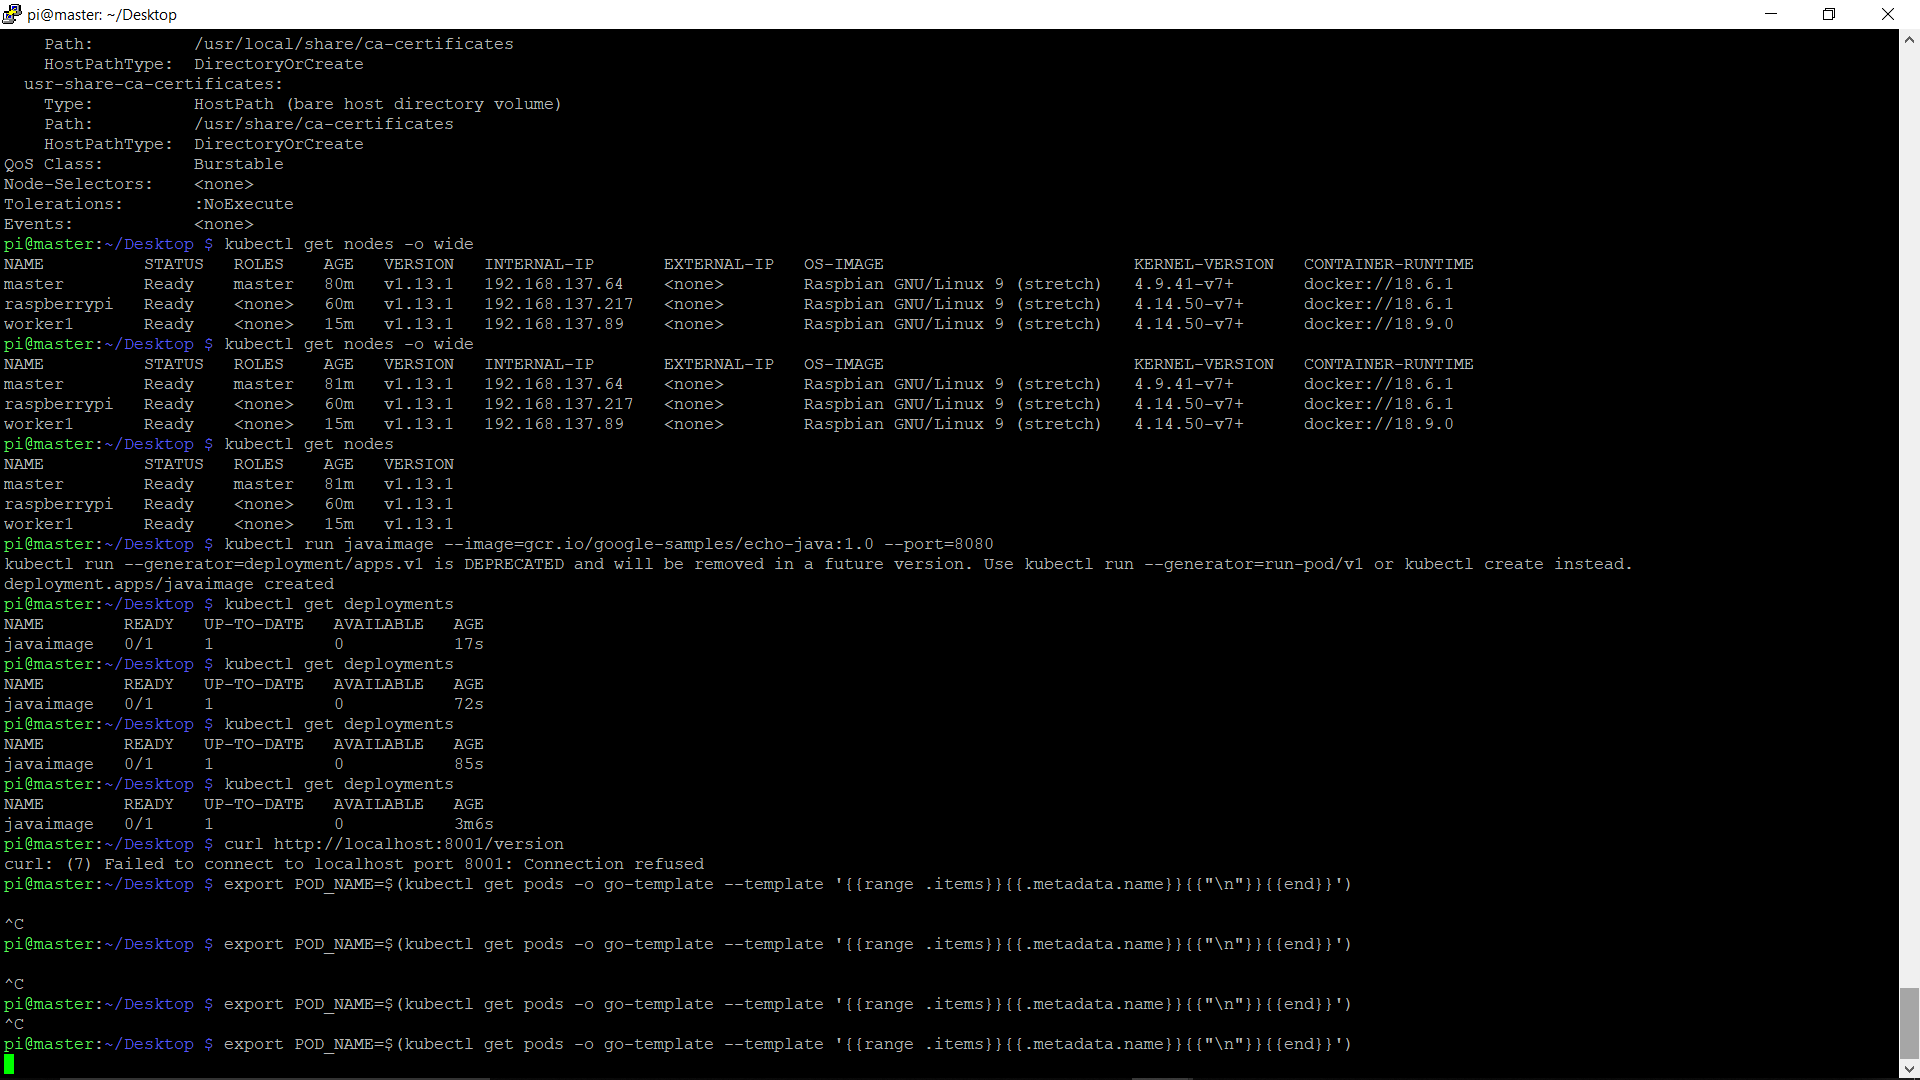 pi@master: ~/Desktop
    Path:          /usr/local/share/ca-certificates
    HostPathType:  DirectoryOrCreate
  usr-share-ca-certificates:
    Type:          HostPath (bare host directory volume)
    Path:          /usr/share/ca-certificates
    HostPathType:  DirectoryOrCreate
QoS Class:         Burstable
Node-Selectors:    <none>
Tolerations:       :NoExecute
Events:            <none>
pi@master:~/Desktop $ kubectl get nodes -o wide
NAME          STATUS   ROLES    AGE   VERSION   INTERNAL-IP       EXTERNAL-IP   OS-IMAGE                         KERNEL-VERSION   CONTAINER-RUNTIME
master        Ready    master   80m   v1.13.1   192.168.137.64    <none>        Raspbian GNU/Linux 9 (stretch)   4.9.41-v7+       docker://18.6.1
raspberrypi   Ready    <none>   60m   v1.13.1   192.168.137.217   <none>        Raspbian GNU/Linux 9 (stretch)   4.14.50-v7+      docker://18.6.1
worker1       Ready    <none>   15m   v1.13.1   192.168.137.89    <none>        Raspbian GNU/Linux 9 (stretch)   4.14.50-v7+      docker://18.9.0
pi@master:~/Desktop $ kubectl get nodes -o wide
NAME          STATUS   ROLES    AGE   VERSION   INTERNAL-IP       EXTERNAL-IP   OS-IMAGE                         KERNEL-VERSION   CONTAINER-RUNTIME
master        Ready    master   81m   v1.13.1   192.168.137.64    <none>        Raspbian GNU/Linux 9 (stretch)   4.9.41-v7+       docker://18.6.1
raspberrypi   Ready    <none>   60m   v1.13.1   192.168.137.217   <none>        Raspbian GNU/Linux 9 (stretch)   4.14.50-v7+      docker://18.6.1
worker1       Ready    <none>   15m   v1.13.1   192.168.137.89    <none>        Raspbian GNU/Linux 9 (stretch)   4.14.50-v7+      docker://18.9.0
pi@master:~/Desktop $ kubectl get nodes
NAME          STATUS   ROLES    AGE   VERSION
master        Ready    master   81m   v1.13.1
raspberrypi   Ready    <none>   60m   v1.13.1
worker1       Ready    <none>   15m   v1.13.1
pi@master:~/Desktop $ kubectl run javaimage --image=gcr.io/google-samples/echo-java:1.0 --port=8080
kubectl run --generator=deployment/apps.v1 is DEPRECATED and will be removed in a future version. Use kubectl run --generator=run-pod/v1 or kubectl create instead.
deployment.apps/javaimage created
pi@master:~/Desktop $ kubectl get deployments
NAME        READY   UP-TO-DATE   AVAILABLE   AGE
javaimage   0/1     1            0           17s
pi@master:~/Desktop $ kubectl get deployments
NAME        READY   UP-TO-DATE   AVAILABLE   AGE
javaimage   0/1     1            0           72s
pi@master:~/Desktop $ kubectl get deployments
NAME        READY   UP-TO-DATE   AVAILABLE   AGE
javaimage   0/1     1            0           85s
pi@master:~/Desktop $ kubectl get deployments
NAME        READY   UP-TO-DATE   AVAILABLE   AGE
javaimage   0/1     1            0           3m6s
pi@master:~/Desktop $ curl http://localhost:8001/version
curl: (7) Failed to connect to localhost port 8001: Connection refused
pi@master:~/Desktop $ export POD_NAME=$(kubectl get pods -o go-template --template '{{range .items}}{{.metadata.name}}{{"\n"}}{{end}}')
^C
pi@master:~/Desktop $ export POD_NAME=$(kubectl get pods -o go-template --template '{{range .items}}{{.metadata.name}}{{"\n"}}{{end}}')
^C
pi@master:~/Desktop $ export POD_NAME=$(kubectl get pods -o go-template --template '{{range .items}}{{.metadata.name}}{{"\n"}}{{end}}')
^C
pi@master:~/Desktop $ export POD_NAME=$(kubectl get pods -o go-template --template '{{range .items}}{{.metadata.name}}{{"\n"}}{{end}}')